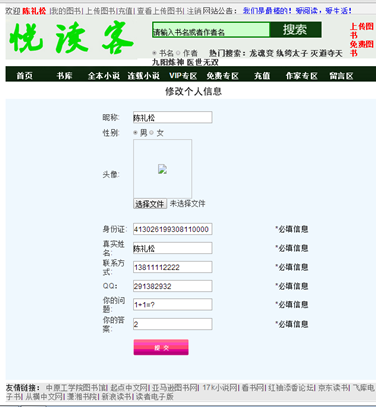 欢迎 陈礼松 |我的图书| 上传图书|充值| 查看上传图书| 注销 网站公告： 我们是最棒的! 爱阅读，爱生活!
悦读客
请输入书名或者作者名 搜索
上传图书
免费图书
书名 作者 热门搜索：龙魂变 纨绔太子 灭道夺天 九阳炼神 医世无双
首页 书库 全本小说 连载小说 VIP专区 免费专区 充值 作家专区 留言区
修改个人信息
昵称: 陈礼松
性别: 男 女
头像:
选择文件 未选择文件
身份证: 413026199308110000 *必填信息
真实姓名: 陈礼松 *必填信息
联系方式: 13811112222 *必填信息
QQ: 291382932 *必填信息
你的问题: 1+1=? *必填信息
你的答案: 2 *必填信息
提 交
友情链接： 中原工学院图书馆| 起点中文网| 亚马逊图书网| 17k小说网| 看书网| 红袖添香论坛| 京东读书| 飞库电子书| 纵横中文网| 潇湘书院| 新浪读书| 读者电子版